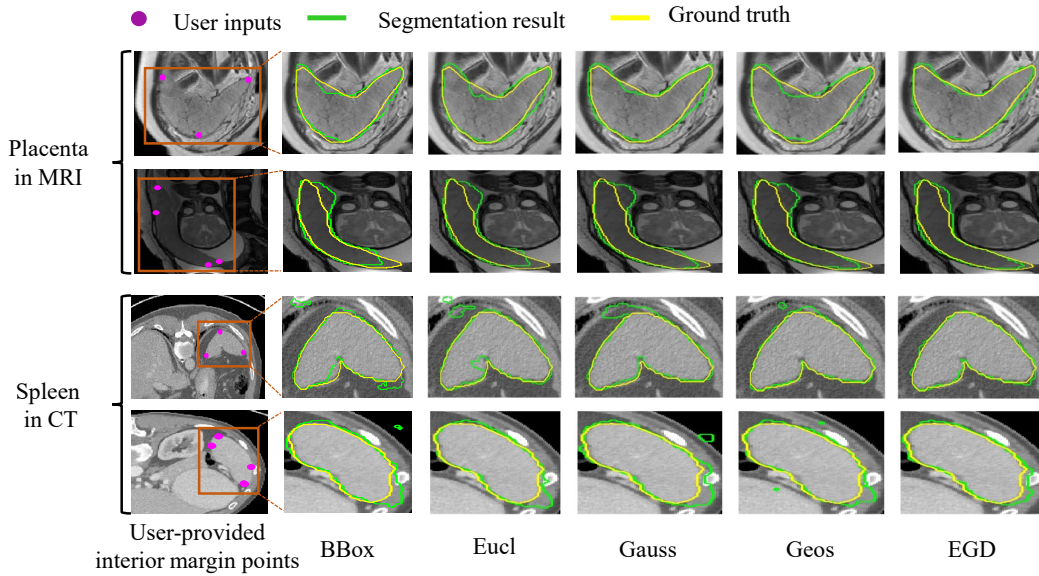 User inputs Segmentation result Ground truth
Placenta
in MRI
Spleen
in CT
User-provided
interior margin points
BBox Eucl Gauss Geos EGD